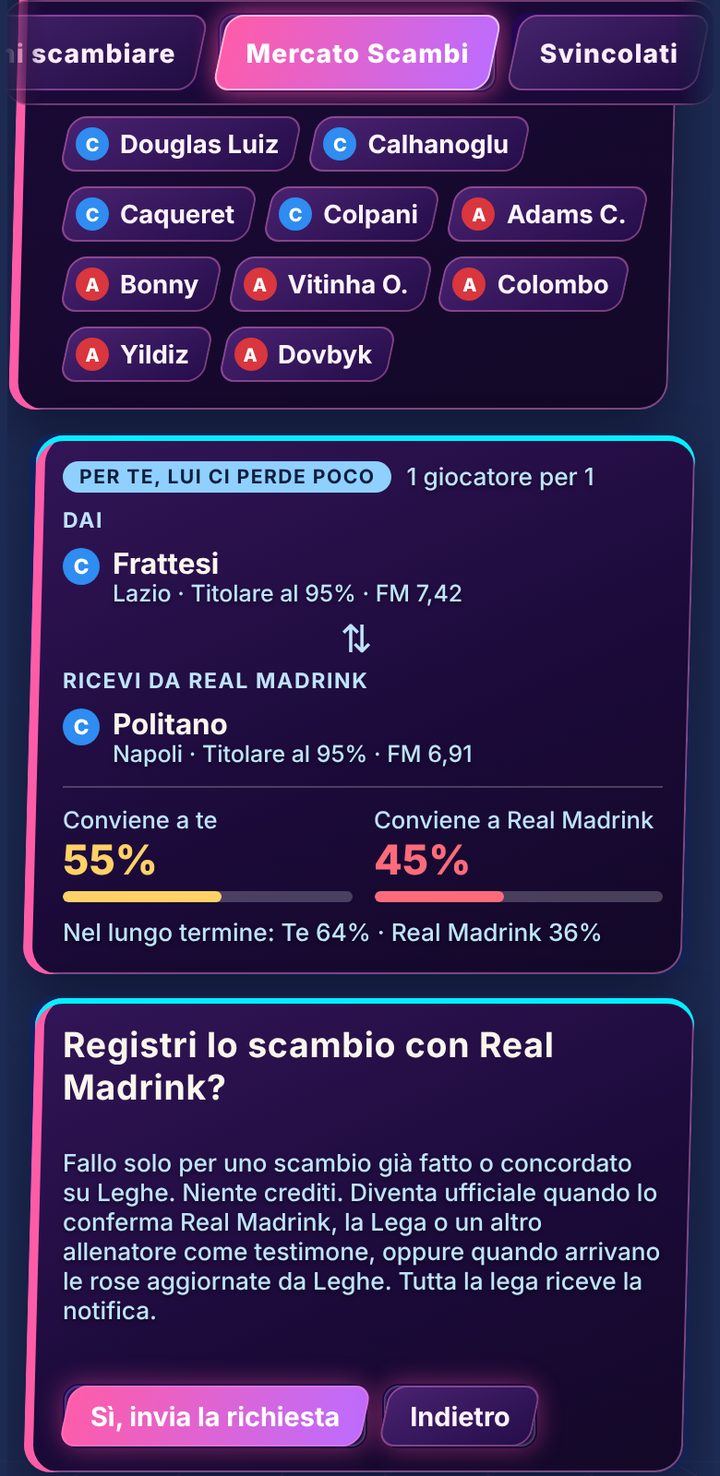 i scambiare
Mercato Scambi
Svincolati
C Douglas Luiz
C Calhanoglu
C Caqueret
C Colpani
A Adams C.
A Bonny
A Vitinha O.
A Colombo
A Yildiz
A Dovbyk
PER TE, LUI CI PERDE POCO
1 giocatore per 1
DAI
C Frattesi
Lazio · Titolare al 95% · FM 7,42
RICEVI DA REAL MADRINK
C Politano
Napoli · Titolare al 95% · FM 6,91
Conviene a te
55%
Conviene a Real Madrink
45%
Nel lungo termine: Te 64% · Real Madrink 36%
Registri lo scambio con Real
Madrink?
Fallo solo per uno scambio già fatto o concordato
su Leghe. Niente crediti. Diventa ufficiale quando lo
conferma Real Madrink, la Lega o un altro
allenatore come testimone, oppure quando arrivano
le rose aggiornate da Leghe. Tutta la lega riceve la
notifica.
Sì, invia la richiesta
Indietro